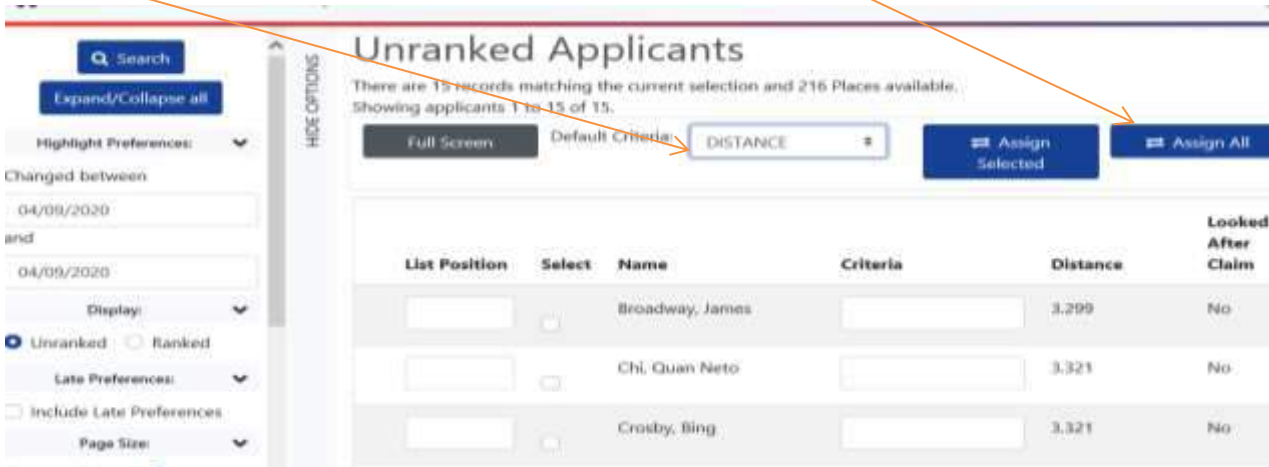 Search
Expand/Collapse all
Highlight Preferences:
Changed between
04/09/2020
and
04/09/2020
Display:
Unranked Ranked
Late Preferences:
Include Late Preferences
Page Size:
HIDE OPTIONS
Unranked Applicants
There are 15 records matching the current selection and 216 Places available.
Showing applicants 1 to 15 of 15.
Full Screen Default Criteria: DISTANCE Assign Selected Assign All
List Position Select Name Criteria Distance Looked After Claim
Broadway, James 3.299 No
Chi, Quan Neto 3.321 No
Crosby, Bing 3.321 No